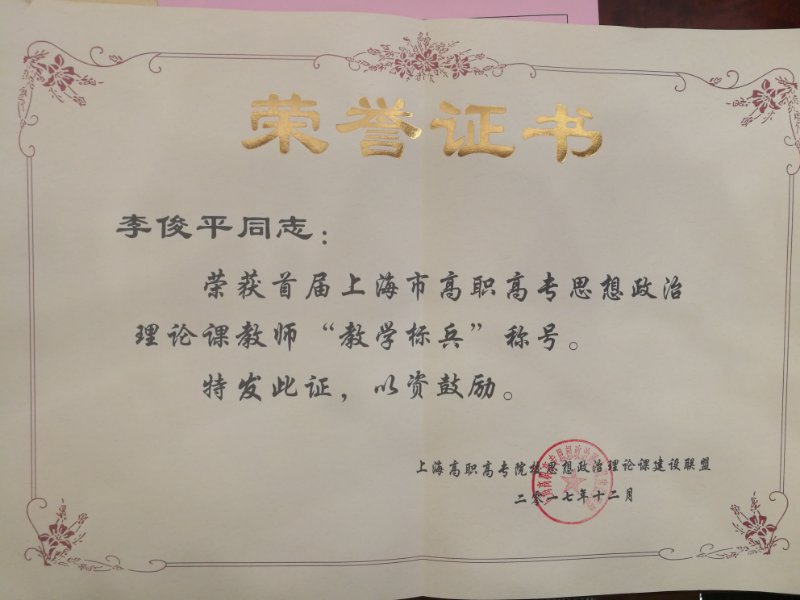 荣誉证书
李俊平同志：
荣获首届上海市高职高专思想政治
理论课教师“教学标兵”称号。
特发此证，以资鼓励。
上海高职高专院校思想政治理论课建设联盟
二零一七年十二月